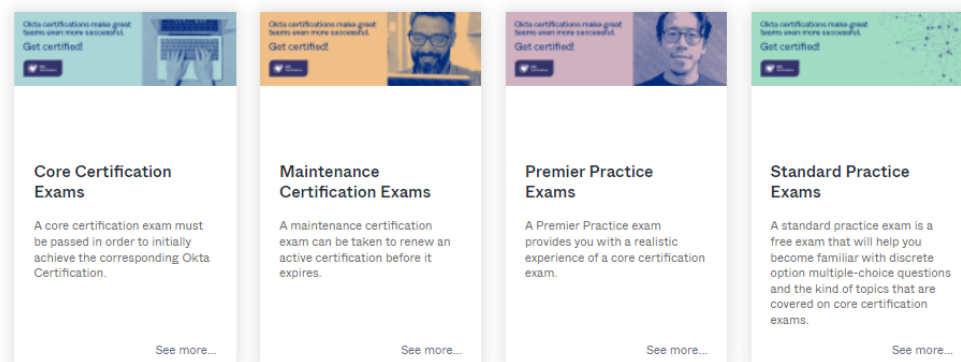 Okta certifications make great
teams even more successful.
Get certified!
Okta certifications make great
teams even more successful.
Get certified!
Okta certifications make great
teams even more successful.
Get certified!
Okta certifications make great
teams even more successful.
Get certified!
Core Certification
Exams
A core certification exam must
be passed in order to initially
achieve the corresponding Okta
Certification.
See more...
Maintenance
Certification Exams
A maintenance certification
exam can be taken to renew an
active certification before it
expires.
See more...
Premier Practice
Exams
A Premier Practice exam
provides you with a realistic
experience of a core certification
exam.
See more...
Standard Practice
Exams
A standard practice exam is a
free exam that will help you
become familiar with discrete
option multiple-choice questions
and the kind of topics that are
covered on core certification
exams.
See more...